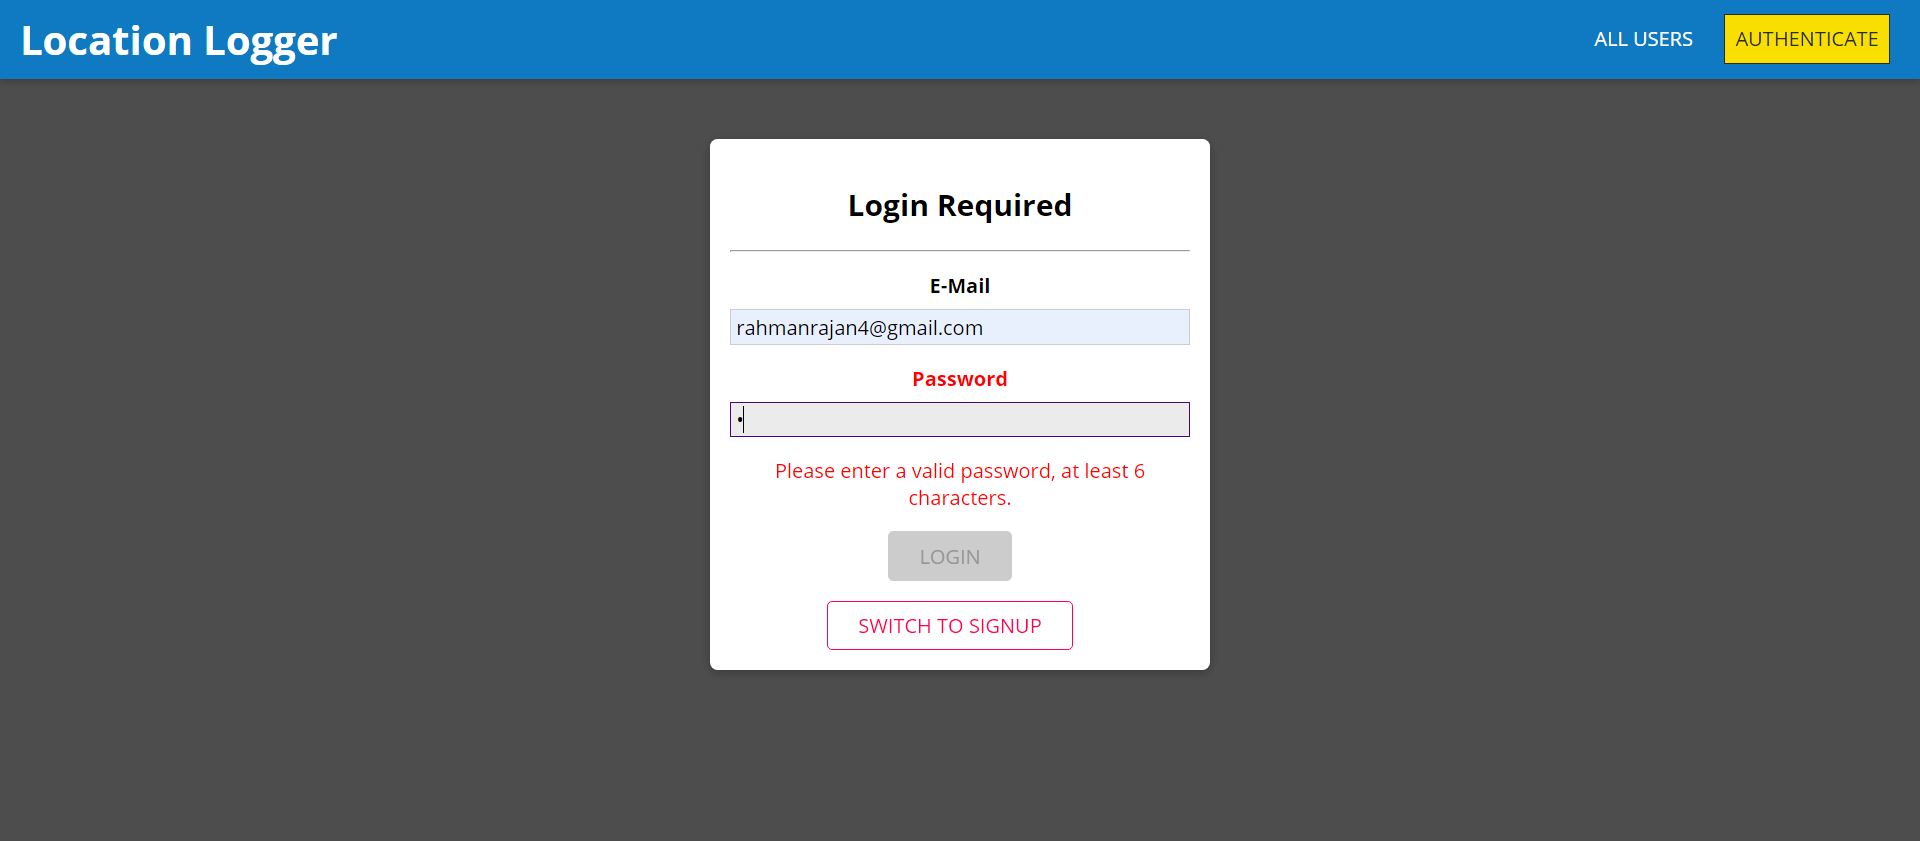 Location Logger
ALL USERS
AUTHENTICATE
Login Required
E-Mail
rahmanrajan4@gmail.com
Password
•
Please enter a valid password, at least 6
characters.
LOGIN
SWITCH TO SIGNUP